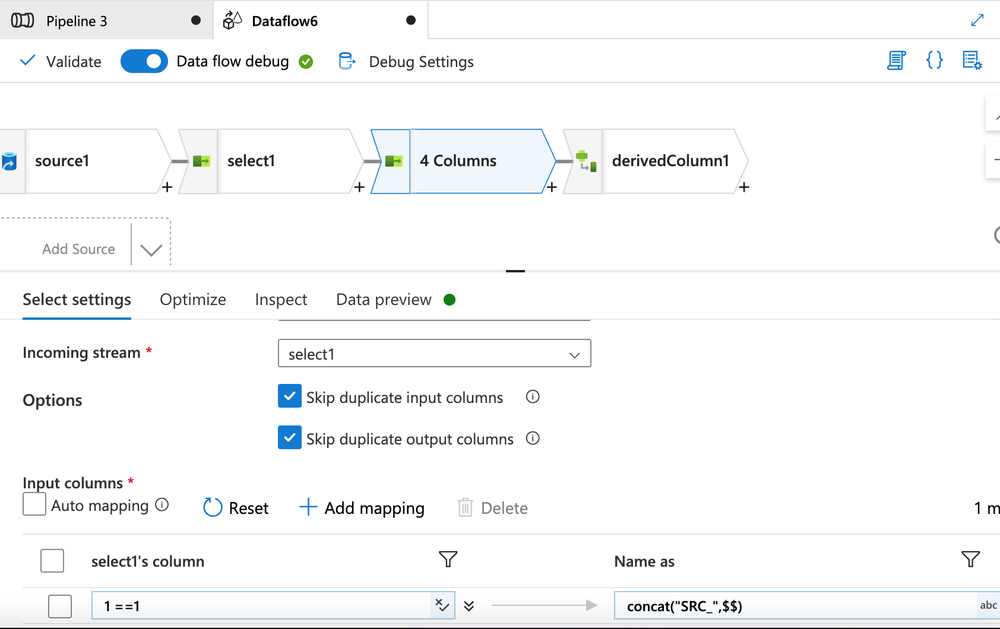 Pipeline 3
Dataflow6
Validate
Data flow debug
Debug Settings
source1
select1
4 Columns
derivedColumn1
+
+
+
+
Add Source
Select settings
Optimize
Inspect
Data preview
Incoming stream *
select1
Options
Skip duplicate input columns
Skip duplicate output columns
Input columns *
Auto mapping
Reset
Add mapping
Delete
1 m
select1's column
Name as
1 ==1
concat("SRC_",$$)
abc